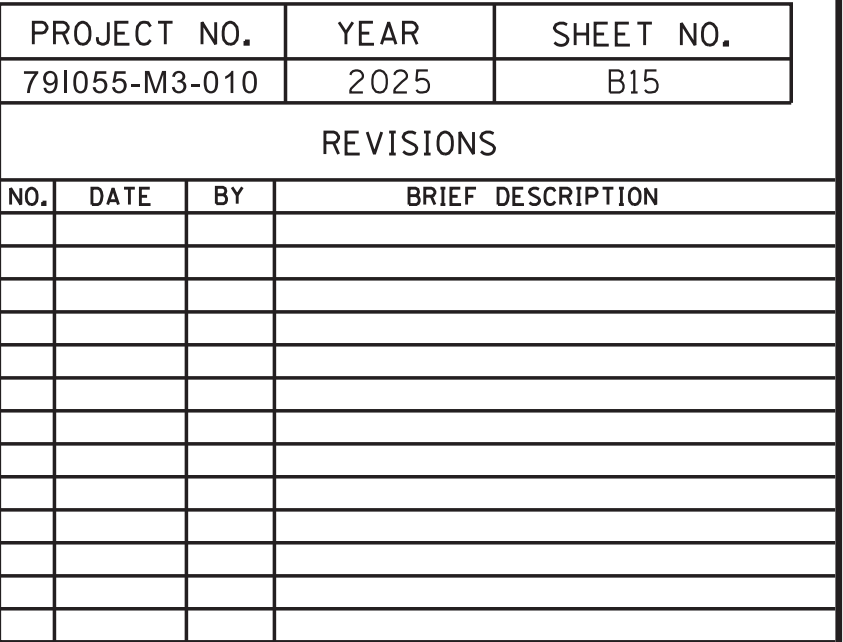 PROJECT NO. YEAR SHEET NO.
79I055-M3-010 2025 B15
REVISIONS
NO. DATE BY BRIEF DESCRIPTION